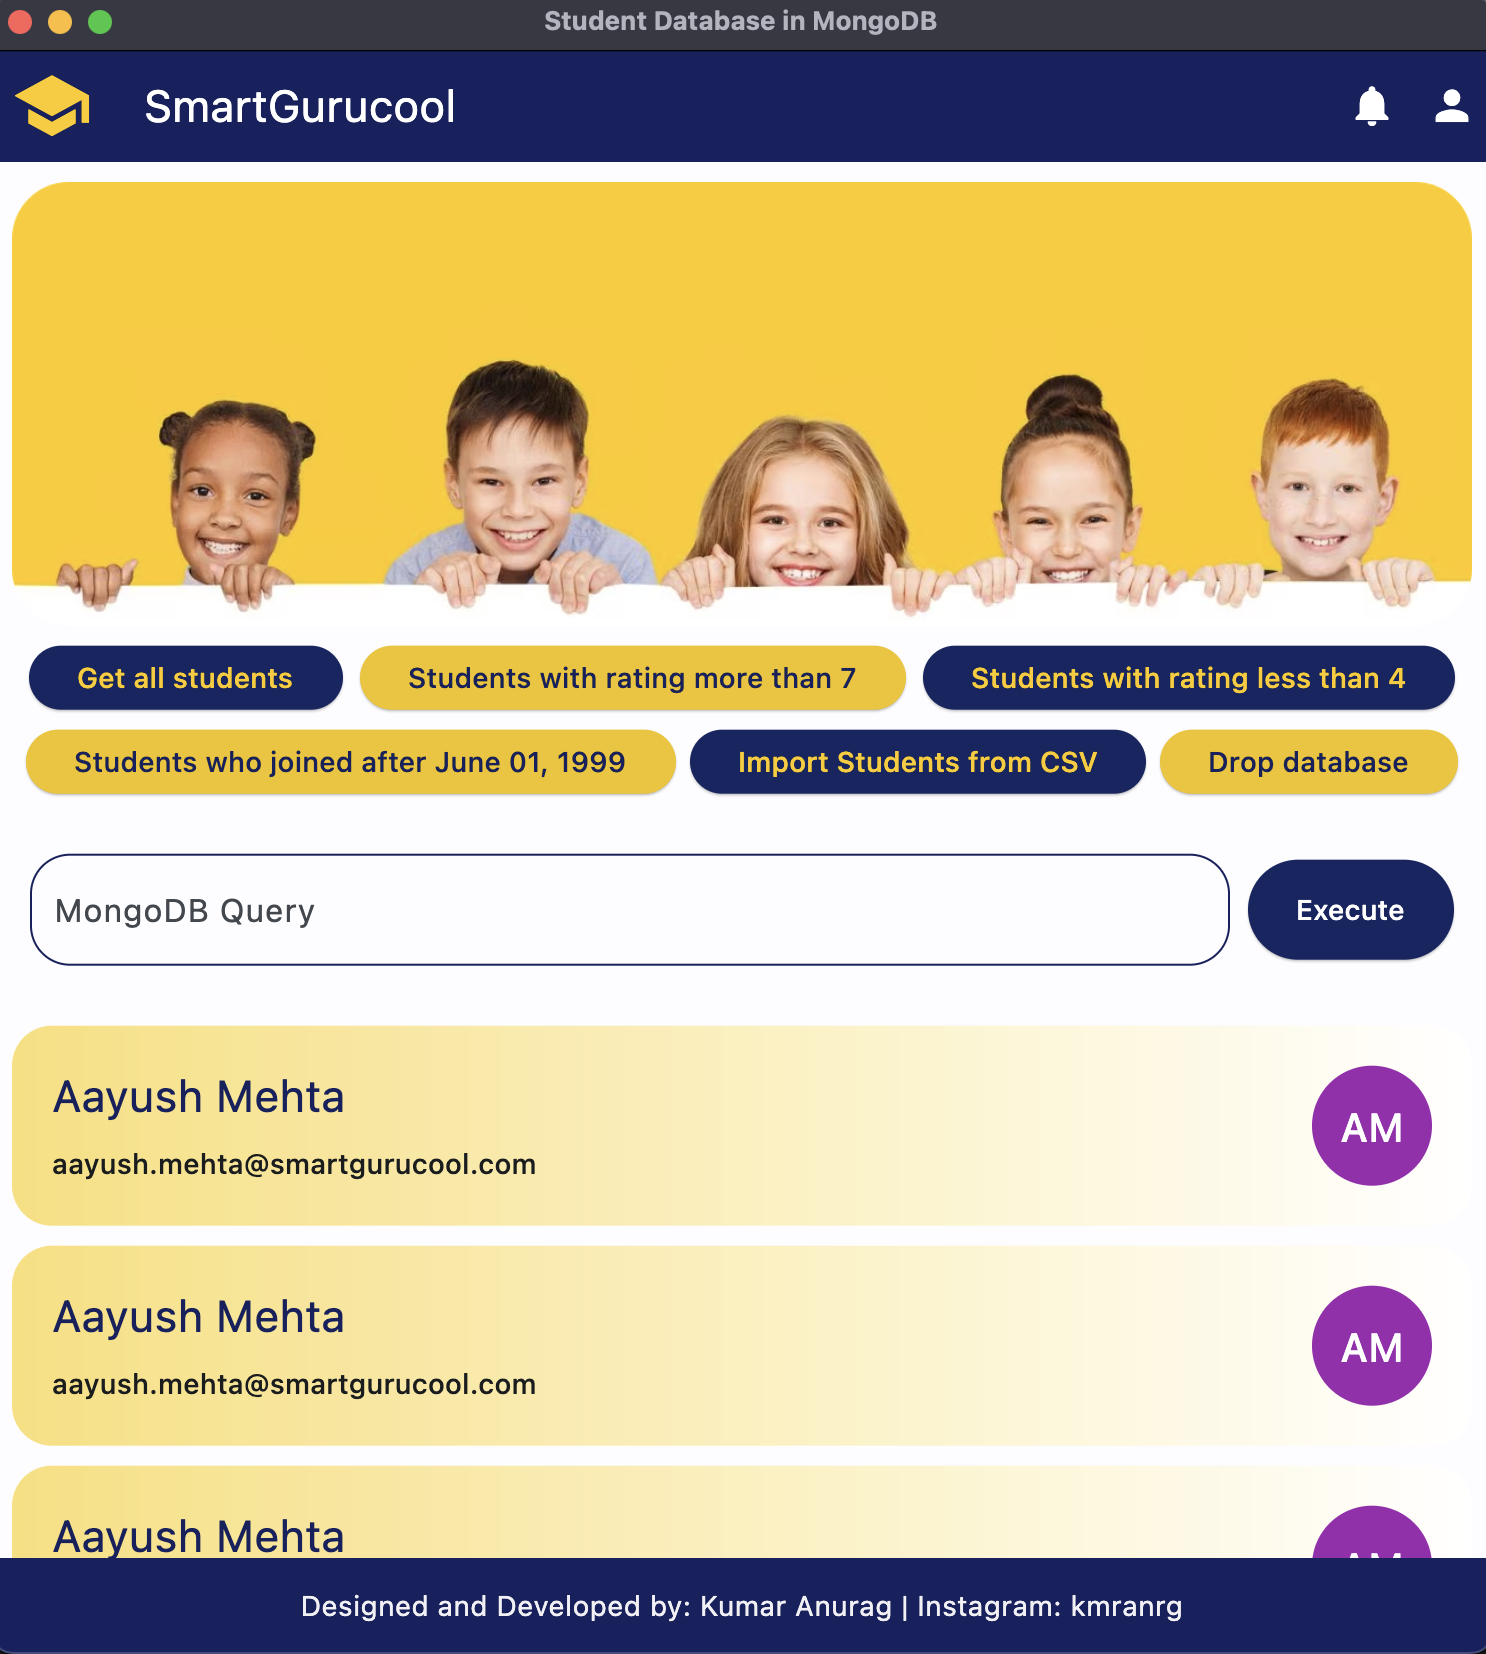 Student Database in MongoDB
SmartGurucool
Get all students
Students with rating more than 7
Students with rating less than 4
Students who joined after June 01, 1999
Import Students from CSV
Drop database
MongoDB Query
Execute
Aayush Mehta
aayush.mehta@smartgurucool.com
AM
Aayush Mehta
aayush.mehta@smartgurucool.com
AM
Aayush Mehta
AM
Designed and Developed by: Kumar Anurag | Instagram: kmranrg